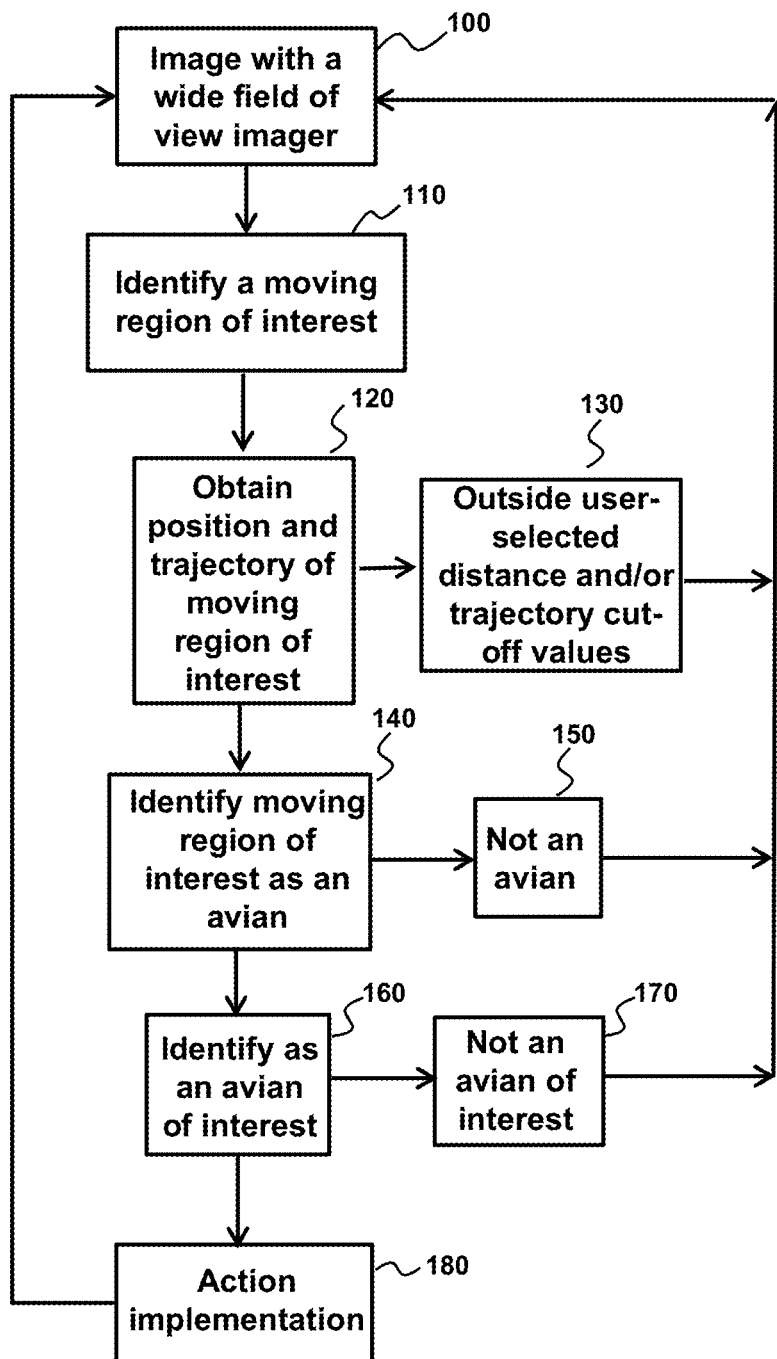 100
Image with a
wide field of
view imager
110
Identify a moving
region of interest
120
Obtain
position and
trajectory of
moving
region of
interest
130
Outside user-
selected
distance and/or
trajectory cut-
off values
140
Identify moving
region of
interest as an
avian
150
Not an
avian
160
Identify as
an avian
of interest
170
Not an
avian of
interest
Action
implementation
180